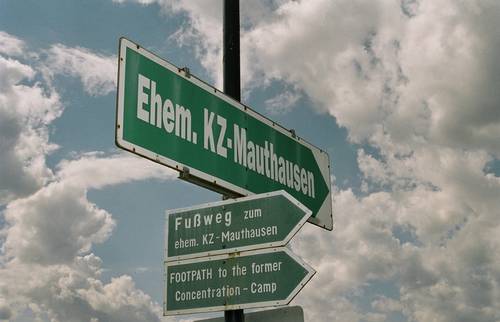 Ehem. KZ-Mauthausen
Fußweg zum
ehem. KZ-Mauthausen
FOOTPATH to the former
Concentration-Camp